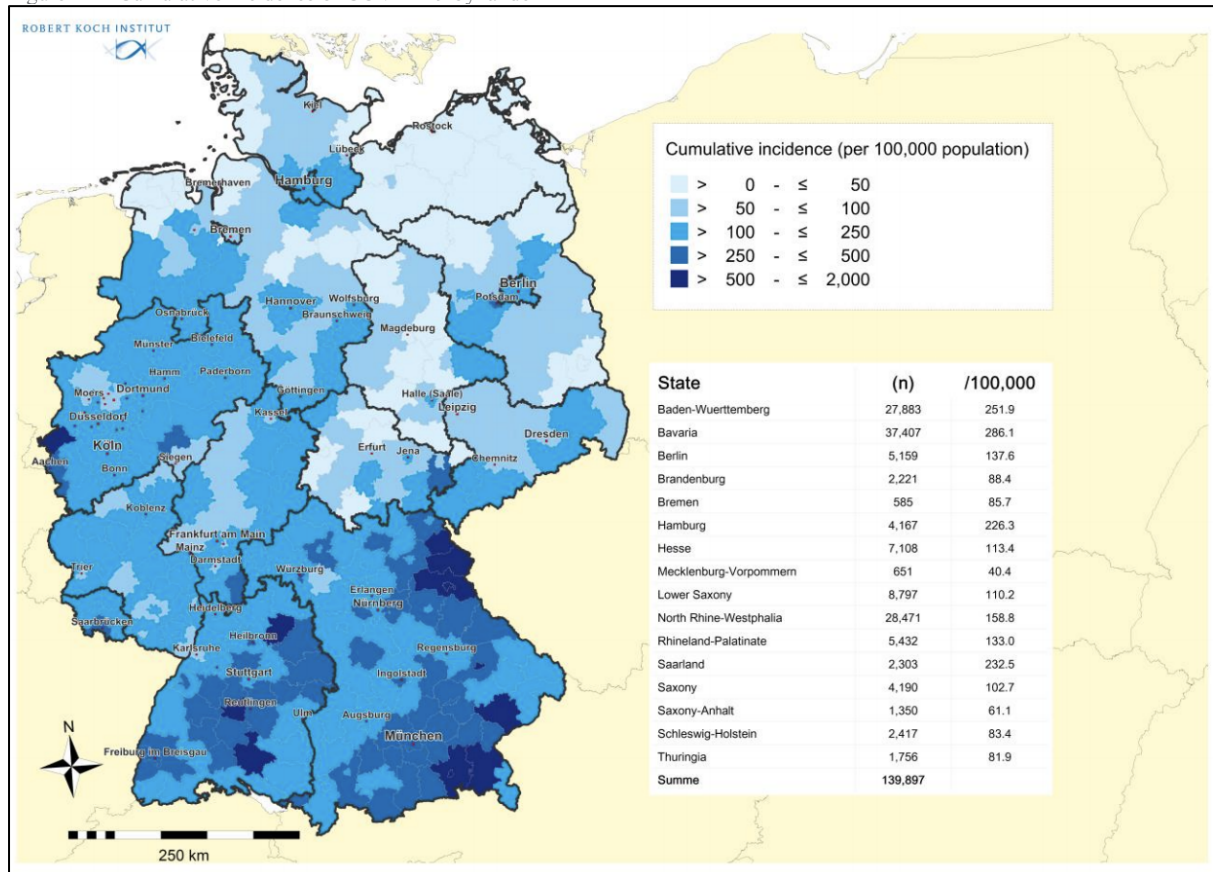 ROBERT KOCH INSTITUT
Kiel
Rostock
Lübeck
Hamburg
Bremerhaven
Bremen
Berlin
Potsdam
Hannover
Wolfsburg
Braunschweig
Osnabrück
Magdeburg
Münster
Bielefeld
Hamm
Paderborn
Göttingen
Moers
Dortmund
Halle (Saale)
Leipzig
Düsseldorf
Kassel
Dresden
Köln
Erfurt
Jena
Aachen
Siegen
Chemnitz
Bonn
Koblenz
Frankfurt am Main
Mainz
Darmstadt
Trier
Würzburg
Erlangen
Nürnberg
Heidelberg
Saarbrücken
Heilbronn
Karlsruhe
Regensburg
Stuttgart
Ingolstadt
Reutlingen
Ulm
Augsburg
München
Freiburg im Breisgau
N
250 km
Cumulative incidence (per 100,000 population)
> 0 - ≤ 50
> 50 - ≤ 100
> 100 - ≤ 250
> 250 - ≤ 500
> 500 - ≤ 2,000
State (n) /100,000
Baden-Wuerttemberg 27,883 251.9
Bavaria 37,407 286.1
Berlin 5,159 137.6
Brandenburg 2,221 88.4
Bremen 585 85.7
Hamburg 4,167 226.3
Hesse 7,108 113.4
Mecklenburg-Vorpommern 651 40.4
Lower Saxony 8,797 110.2
North Rhine-Westphalia 28,471 158.8
Rhineland-Palatinate 5,432 133.0
Saarland 2,303 232.5
Saxony 4,190 102.7
Saxony-Anhalt 1,350 61.1
Schleswig-Holstein 2,417 83.4
Thuringia 1,756 81.9
Summe 139,897